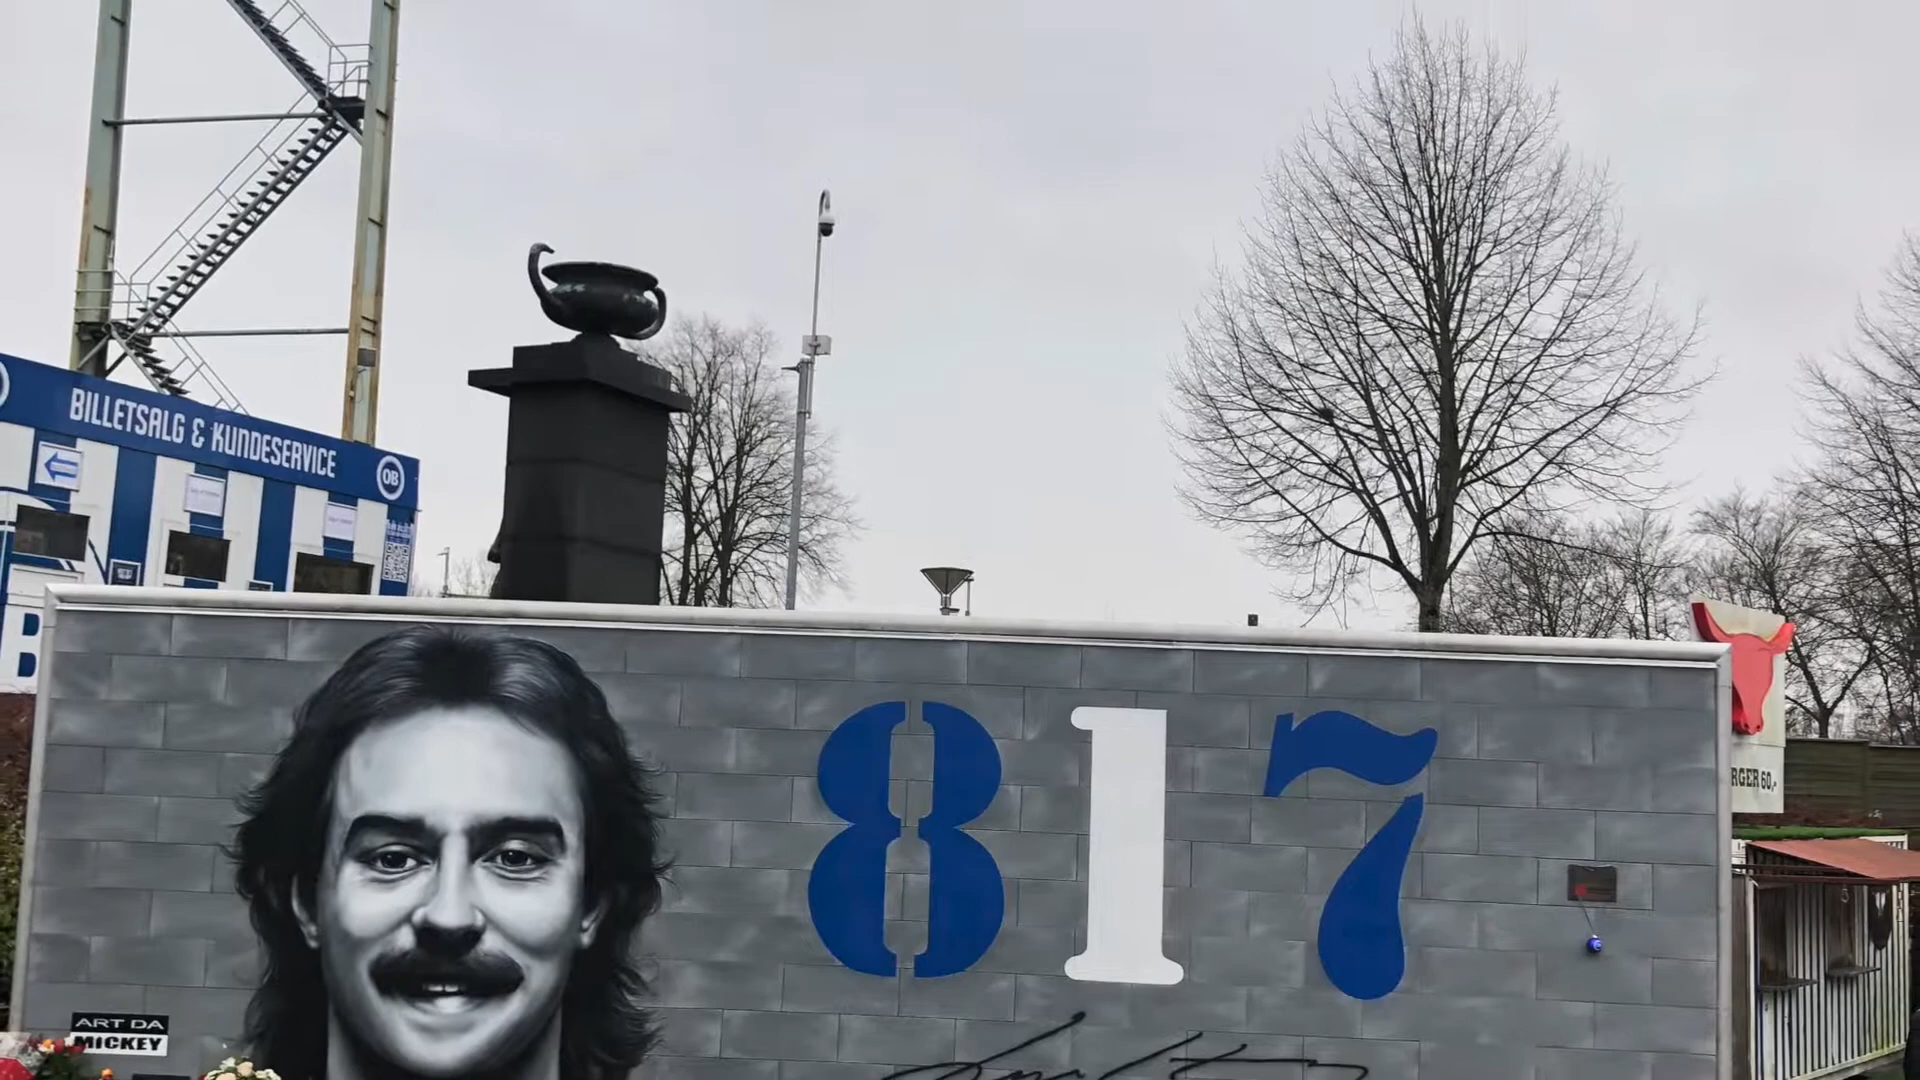 BILLETSALG & KUNDESERVICE
OB
B
817
RGER 60,-
ART DA
MICKEY